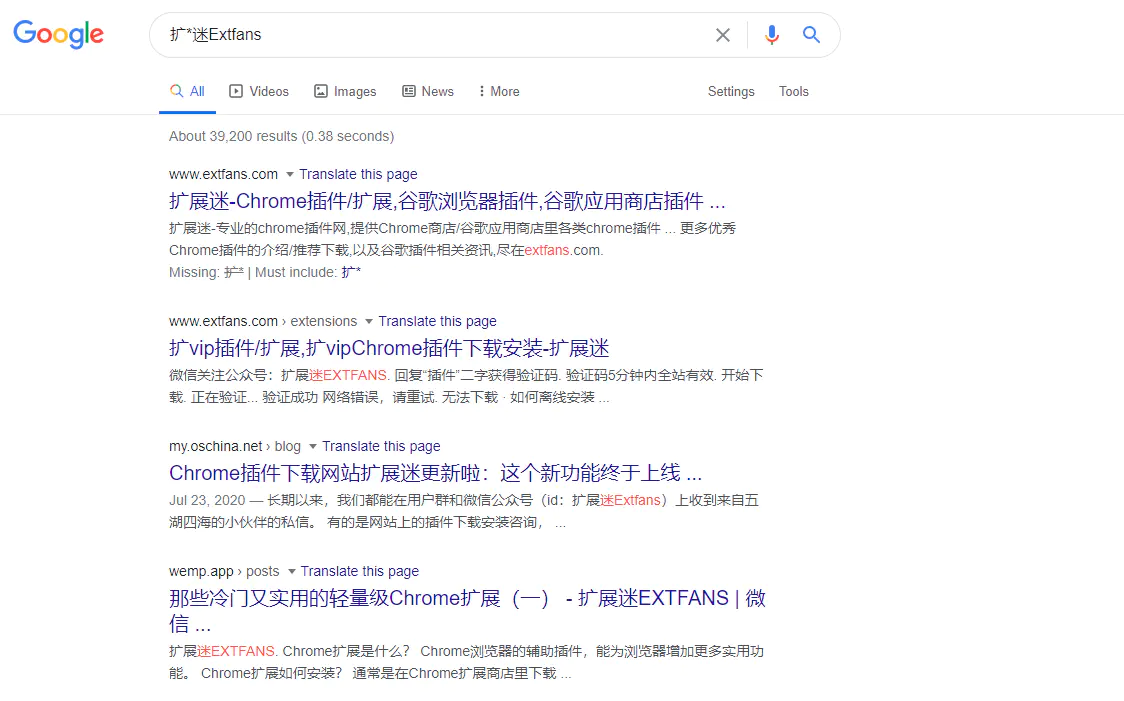 Google
扩*迷Extfans
All Videos Images News More Settings Tools
About 39,200 results (0.38 seconds)
www.extfans.com Translate this page
扩展迷-Chrome插件/扩展,谷歌浏览器插件,谷歌应用商店插件 ...
扩展迷-专业的chrome插件网,提供Chrome商店/谷歌应用商店里各类chrome插件 ... 更多优秀
Chrome插件的介绍/推荐下载,以及谷歌插件相关资讯,尽在extfans.com.
Missing: 扩* | Must include: 扩*
www.extfans.com › extensions Translate this page
扩vip插件/扩展,扩vipChrome插件下载安装-扩展迷
微信关注公众号：扩展迷EXTFANS. 回复“插件”二字获得验证码. 验证码5分钟内全站有效. 开始下
载. 正在验证... 验证成功 网络错误，请重试. 无法下载 · 如何离线安装 ...
my.oschina.net › blog Translate this page
Chrome插件下载网站扩展迷更新啦：这个新功能终于上线 ...
Jul 23, 2020 — 长期以来，我们都能在用户群和微信公众号（id：扩展迷Extfans）上收到来自五
湖四海的小伙伴的私信。 有的是网站上的插件下载安装咨询， ...
wemp.app › posts Translate this page
那些冷门又实用的轻量级Chrome扩展（一） - 扩展迷EXTFANS | 微
信 ...
扩展迷EXTFANS. Chrome扩展是什么？ Chrome浏览器的辅助插件，能为浏览器增加更多实用功
能。 Chrome扩展如何安装？ 通常是在Chrome扩展商店里下载 ...